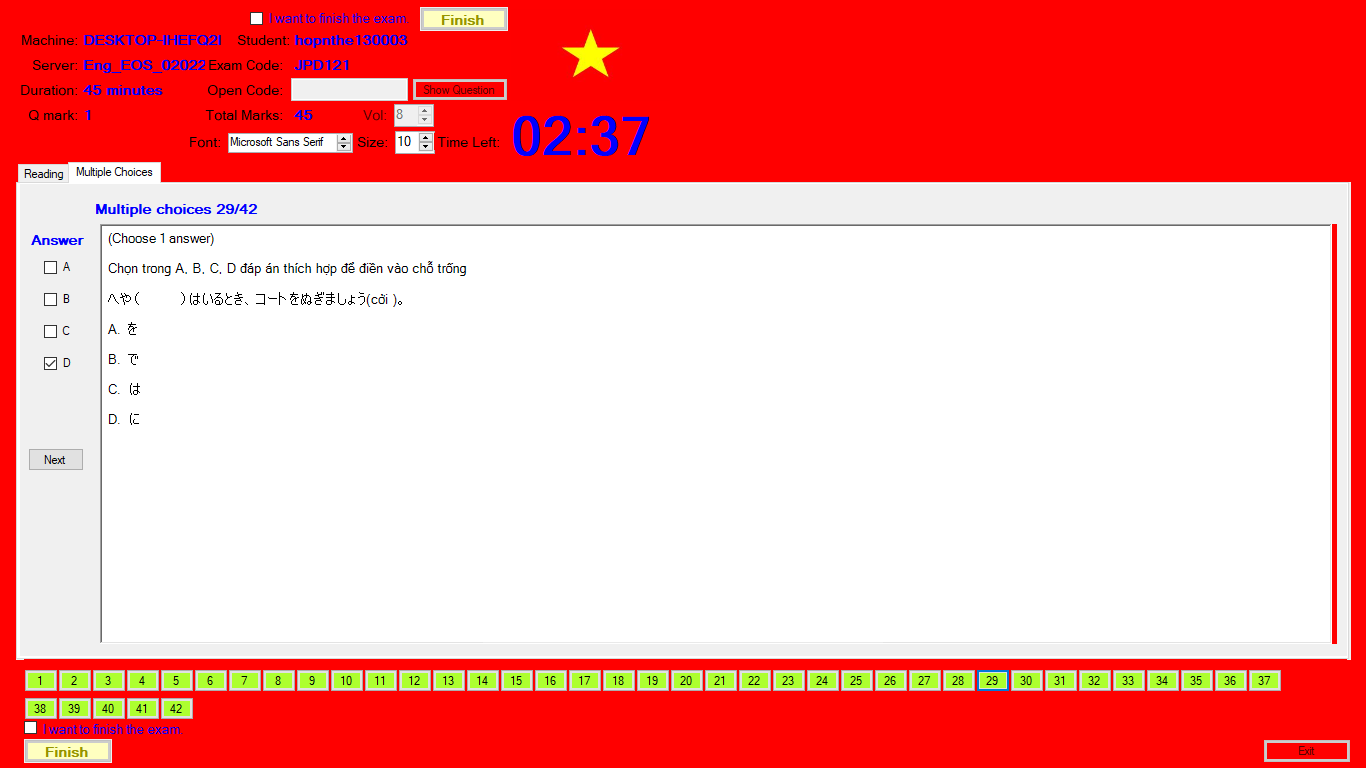 I want to finish the exam.
Finish
Machine: DESKTOP-IHEFQ2I Student: hopnthe130003
Server: Eng_EOS_02022 Exam Code: JPD121
Duration: 45 minutes Open Code: Show Question
Q mark: 1 Total Marks: 45 Vol: 8
Font: Microsoft Sans Serif Size: 10 Time Left: 02:37
Reading Multiple Choices
Multiple choices 29/42
Answer
A
B
C
D
Next
(Choose 1 answer)
Chọn trong A, B, C, D đáp án thích hợp để điền vào chỗ trống
へや（　　　）はいるとき、コートをぬぎましょう(cởi )。
A. を
B. で
C. は
D. に
1 2 3 4 5 6 7 8 9 10 11 12 13 14 15 16 17 18 19 20 21 22 23 24 25 26 27 28 29 30 31 32 33 34 35 36 37
38 39 40 41 42
I want to finish the exam.
Finish
Exit